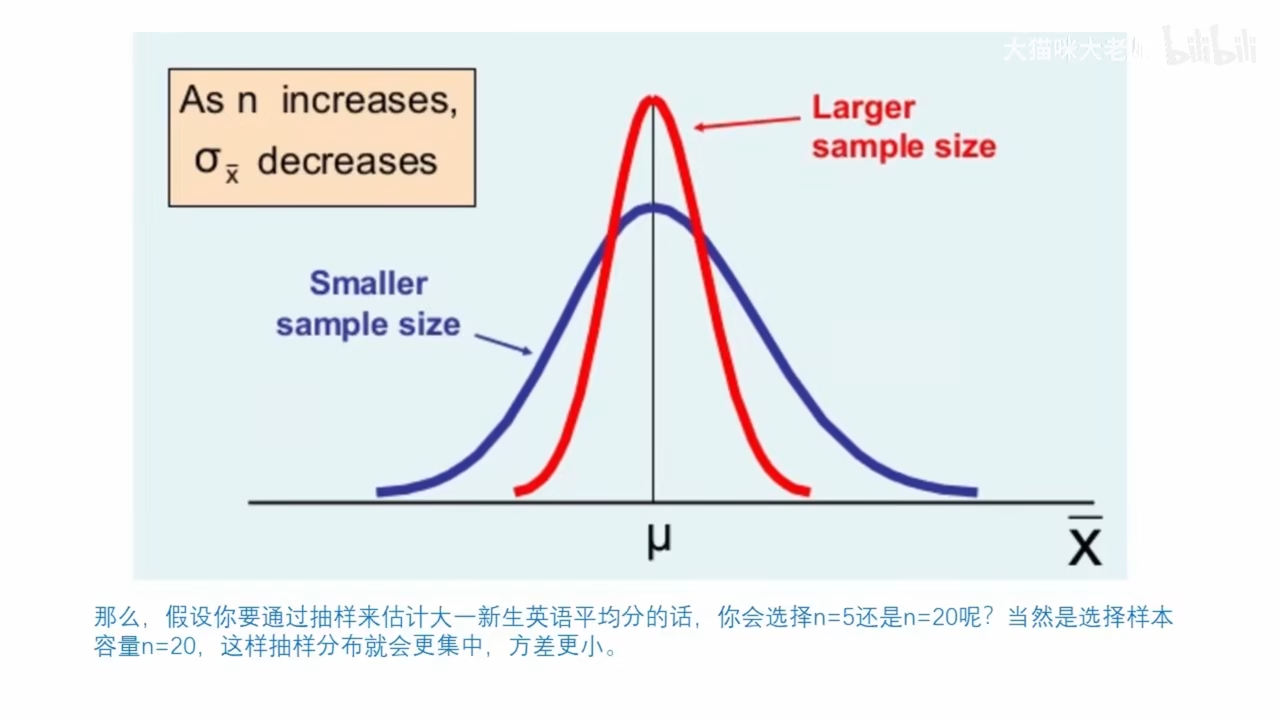 大猫咪大老师 bilibili
As n increases,
σx̄ decreases
Larger
sample size
Smaller
sample size
μ
x̄
那么，假设你要通过抽样来估计大一新生英语平均分的话，你会选择n=5还是n=20呢？当然是选择样本
容量n=20，这样抽样分布就会更集中，方差更小。